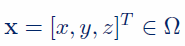 x = [x, y, z]^T ∈ Ω